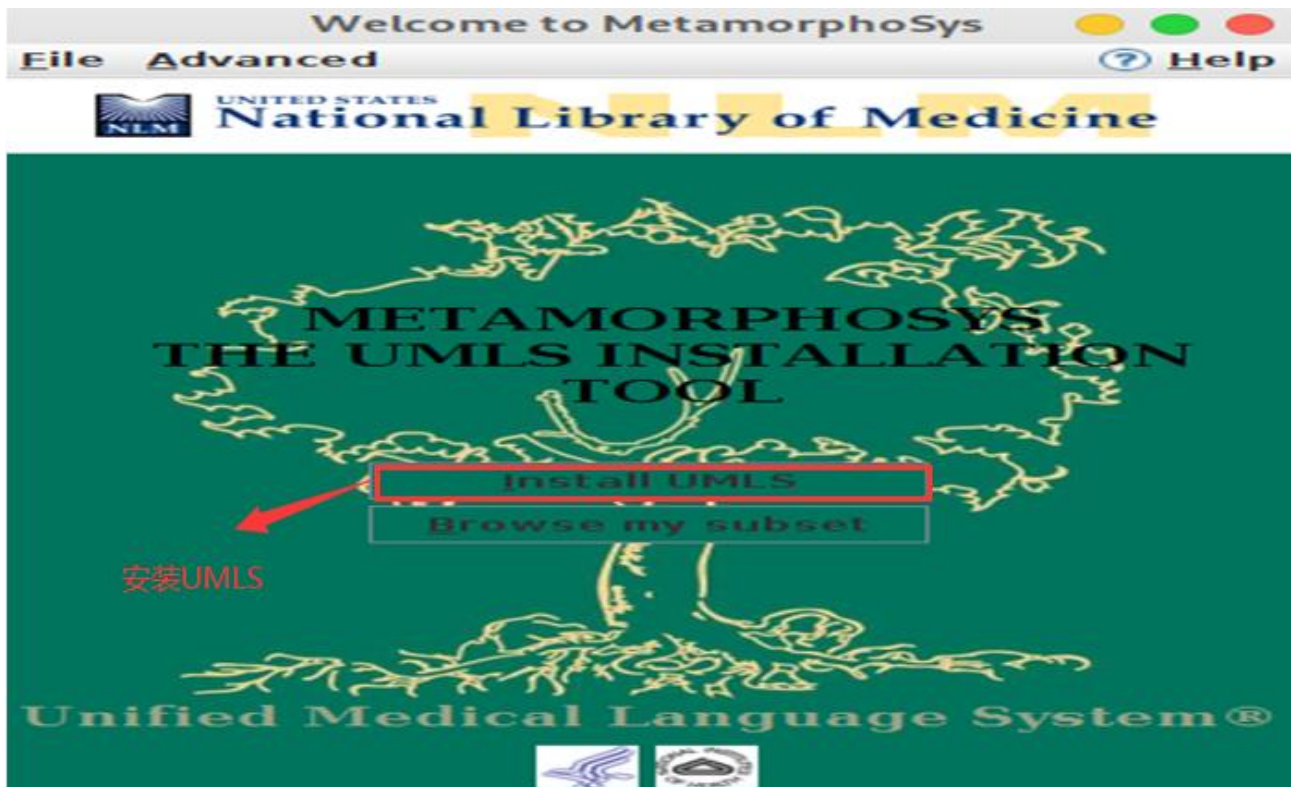 Welcome to MetamorphoSys
File Advanced ? Help
NLM
UNITED STATES
National Library of Medicine
NLM
METAMORPHOSYS
THE UMLS INSTALLATION
TOOL
Install UMLS
Browse my subset
安装UMLS
Unified Medical Language System®